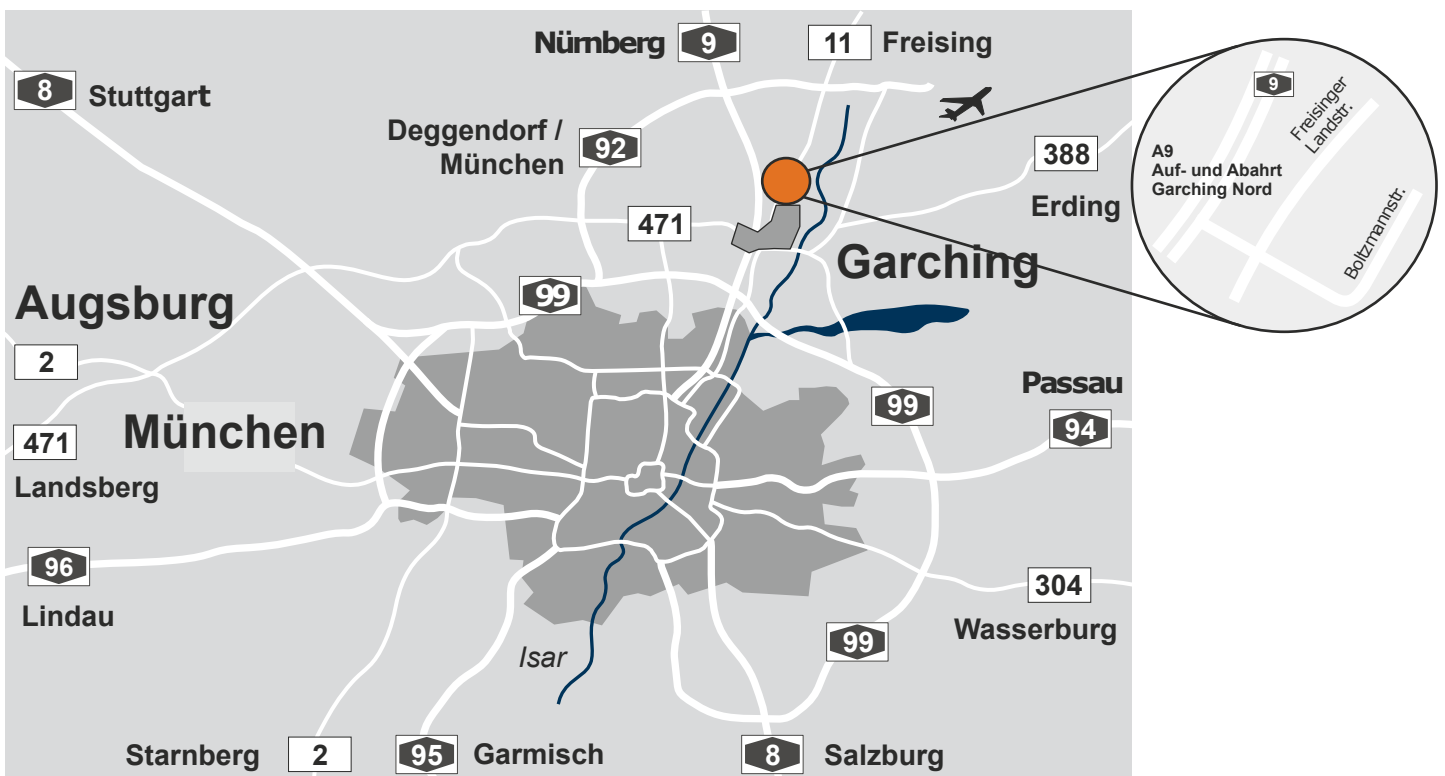 Nürnberg 9
11 Freising
8 Stuttgart
Deggendorf /
München
92
388
Erding
471
Garching
Augsburg
99
2
Passau
99
94
München
471
Landsberg
96
Lindau
304
Wasserburg
99
Isar
Starnberg 2
95 Garmisch
8 Salzburg
9
Freisinger
Landstr.
A9
Auf- und Abahrt
Garching Nord
Boltzmannstr.